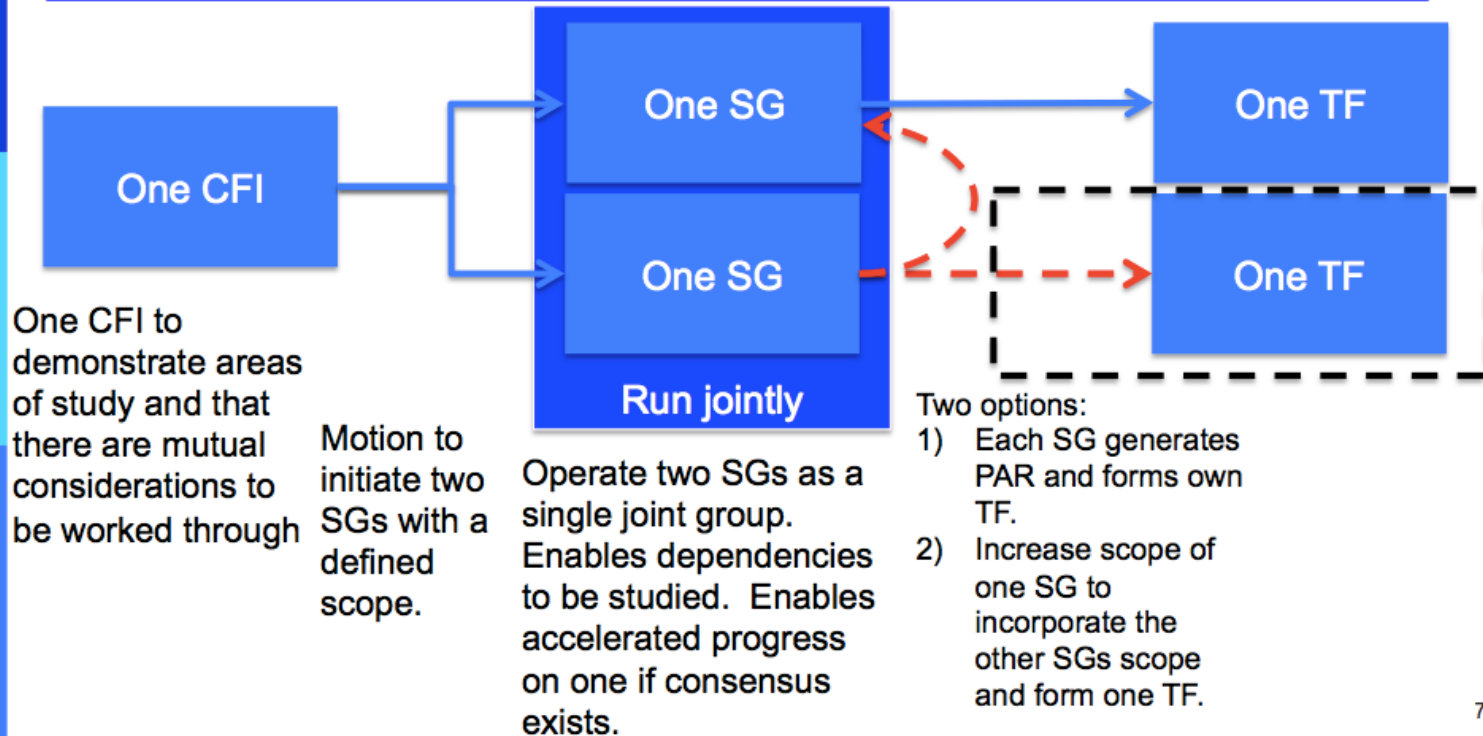 One CFI
One SG
One SG
Run jointly
One TF
One TF
One CFI to
demonstrate areas
of study and that
there are mutual
considerations to
be worked through
Motion to
initiate two
SGs with a
defined
scope.
Operate two SGs as a
single joint group.
Enables dependencies
to be studied.  Enables
accelerated progress
on one if consensus
exists.
Two options:
1) Each SG generates
PAR and forms own
TF.
2) Increase scope of
one SG to
incorporate the
other SGs scope
and form one TF.
7